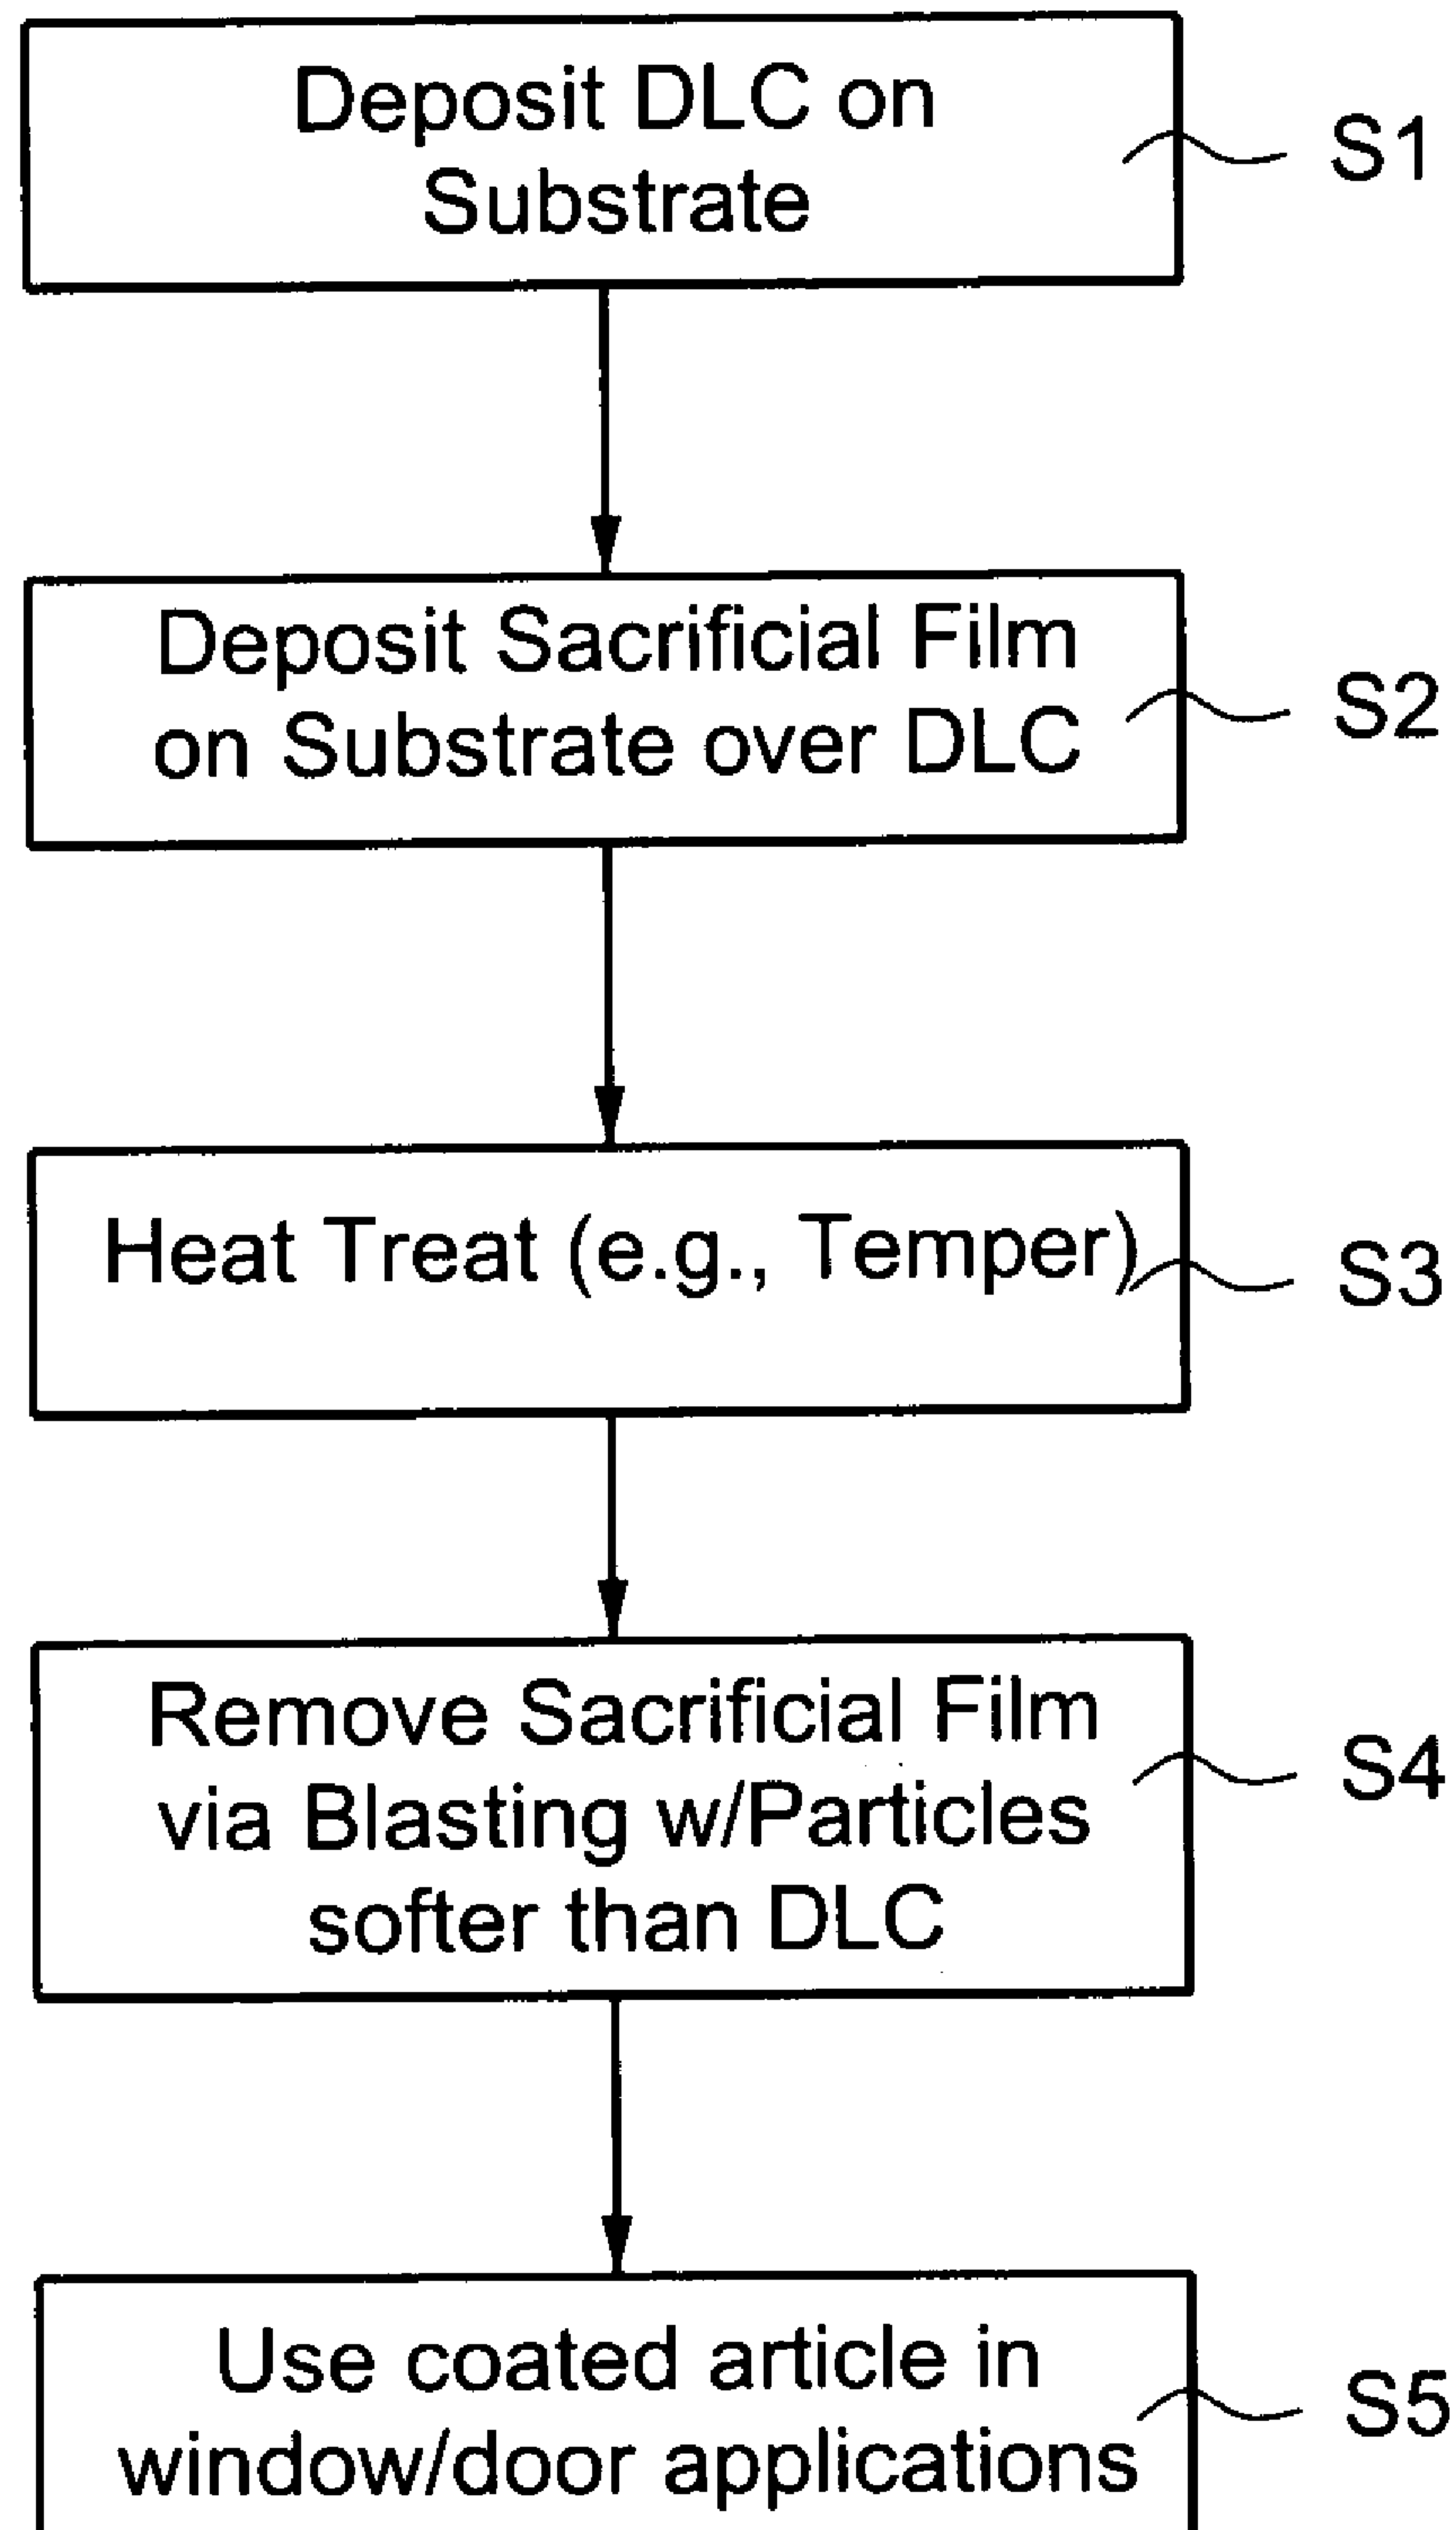 Deposit DLC on
Substrate
S1
Deposit Sacrificial Film
on Substrate over DLC
S2
Heat Treat (e.g., Temper)
S3
Remove Sacrificial Film
via Blasting w/Particles
softer than DLC
S4
Use coated article in
window/door applications
S5